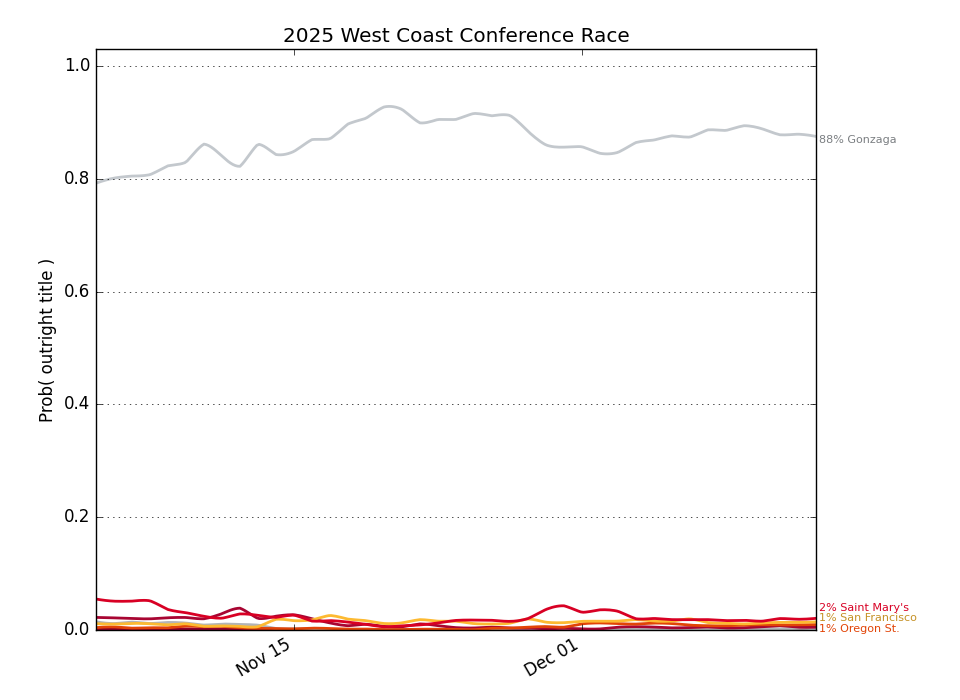 2025 West Coast Conference Race
Prob( outright title )
1.0
0.8
0.6
0.4
0.2
0.0
Nov 15
Dec 01
88% Gonzaga
2% Saint Mary's
1% San Francisco
1% Oregon St.